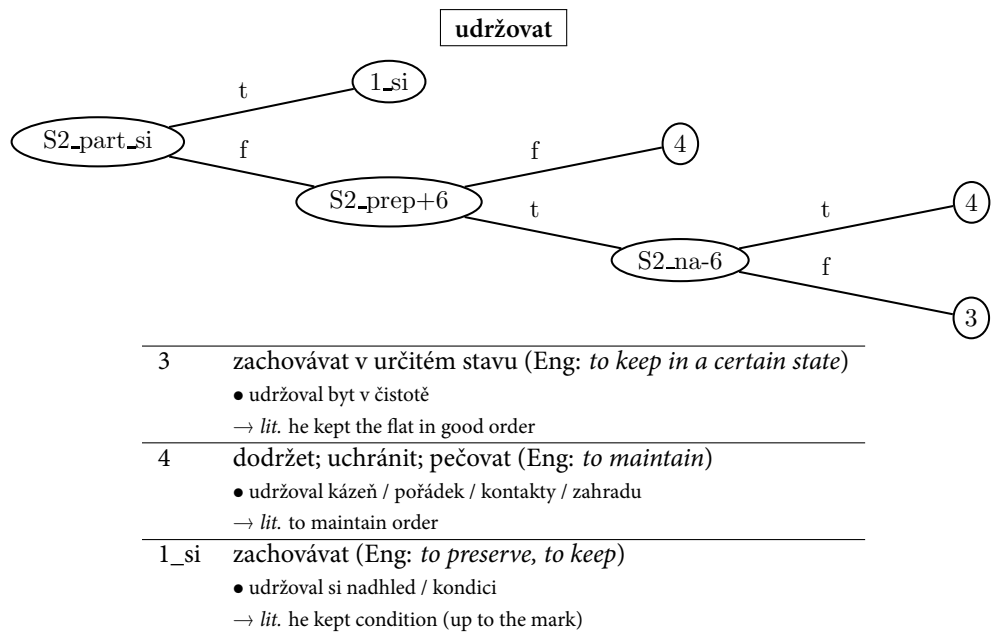 udržovat
1_si
t
S2_part_si
f
f
4
S2_prep+6
t
t
4
S2_na-6
f
3
3 zachovávat v určitém stavu (Eng: to keep in a certain state)
• udržoval byt v čistotě
→ lit. he kept the flat in good order
4 dodržet; uchránit; pečovat (Eng: to maintain)
• udržoval kázeň / pořádek / kontakty / zahradu
→ lit. to maintain order
1_si zachovávat (Eng: to preserve, to keep)
• udržoval si nadhled / kondici
→ lit. he kept condition (up to the mark)